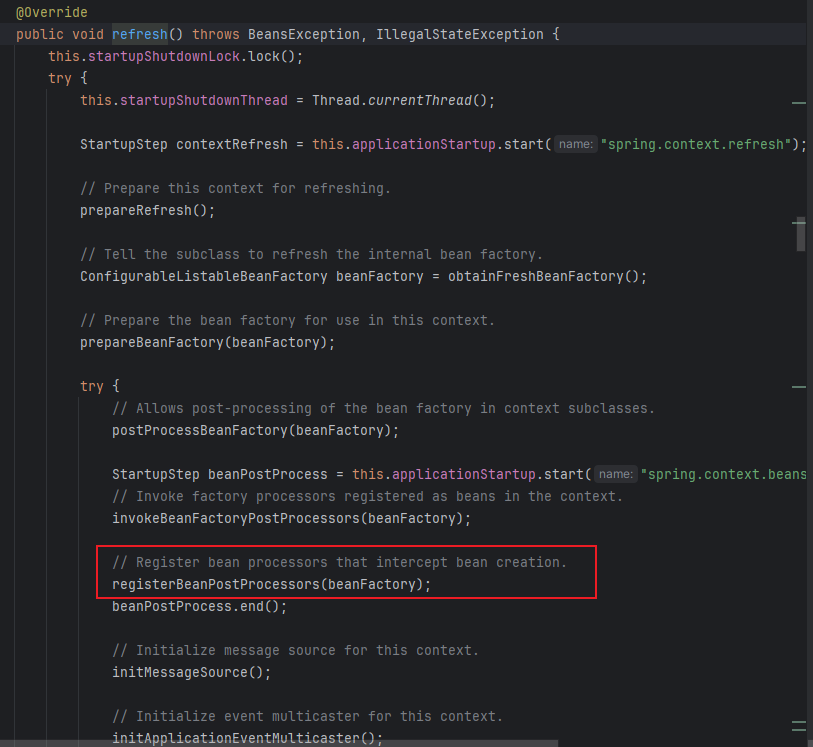 @Override
public void refresh() throws BeansException, IllegalStateException {
this.startupShutdownLock.lock();
try {
this.startupShutdownThread = Thread.currentThread();
StartupStep contextRefresh = this.applicationStartup.start( name: "spring.context.refresh");
// Prepare this context for refreshing.
prepareRefresh();
// Tell the subclass to refresh the internal bean factory.
ConfigurableListableBeanFactory beanFactory = obtainFreshBeanFactory();
// Prepare the bean factory for use in this context.
prepareBeanFactory(beanFactory);
try {
// Allows post-processing of the bean factory in context subclasses.
postProcessBeanFactory(beanFactory);
StartupStep beanPostProcess = this.applicationStartup.start( name: "spring.context.beans
// Invoke factory processors registered as beans in the context.
invokeBeanFactoryPostProcessors(beanFactory);
// Register bean processors that intercept bean creation.
registerBeanPostProcessors(beanFactory);
beanPostProcess.end();
// Initialize message source for this context.
initMessageSource();
// Initialize event multicaster for this context.
initApplicationEventMulticaster();